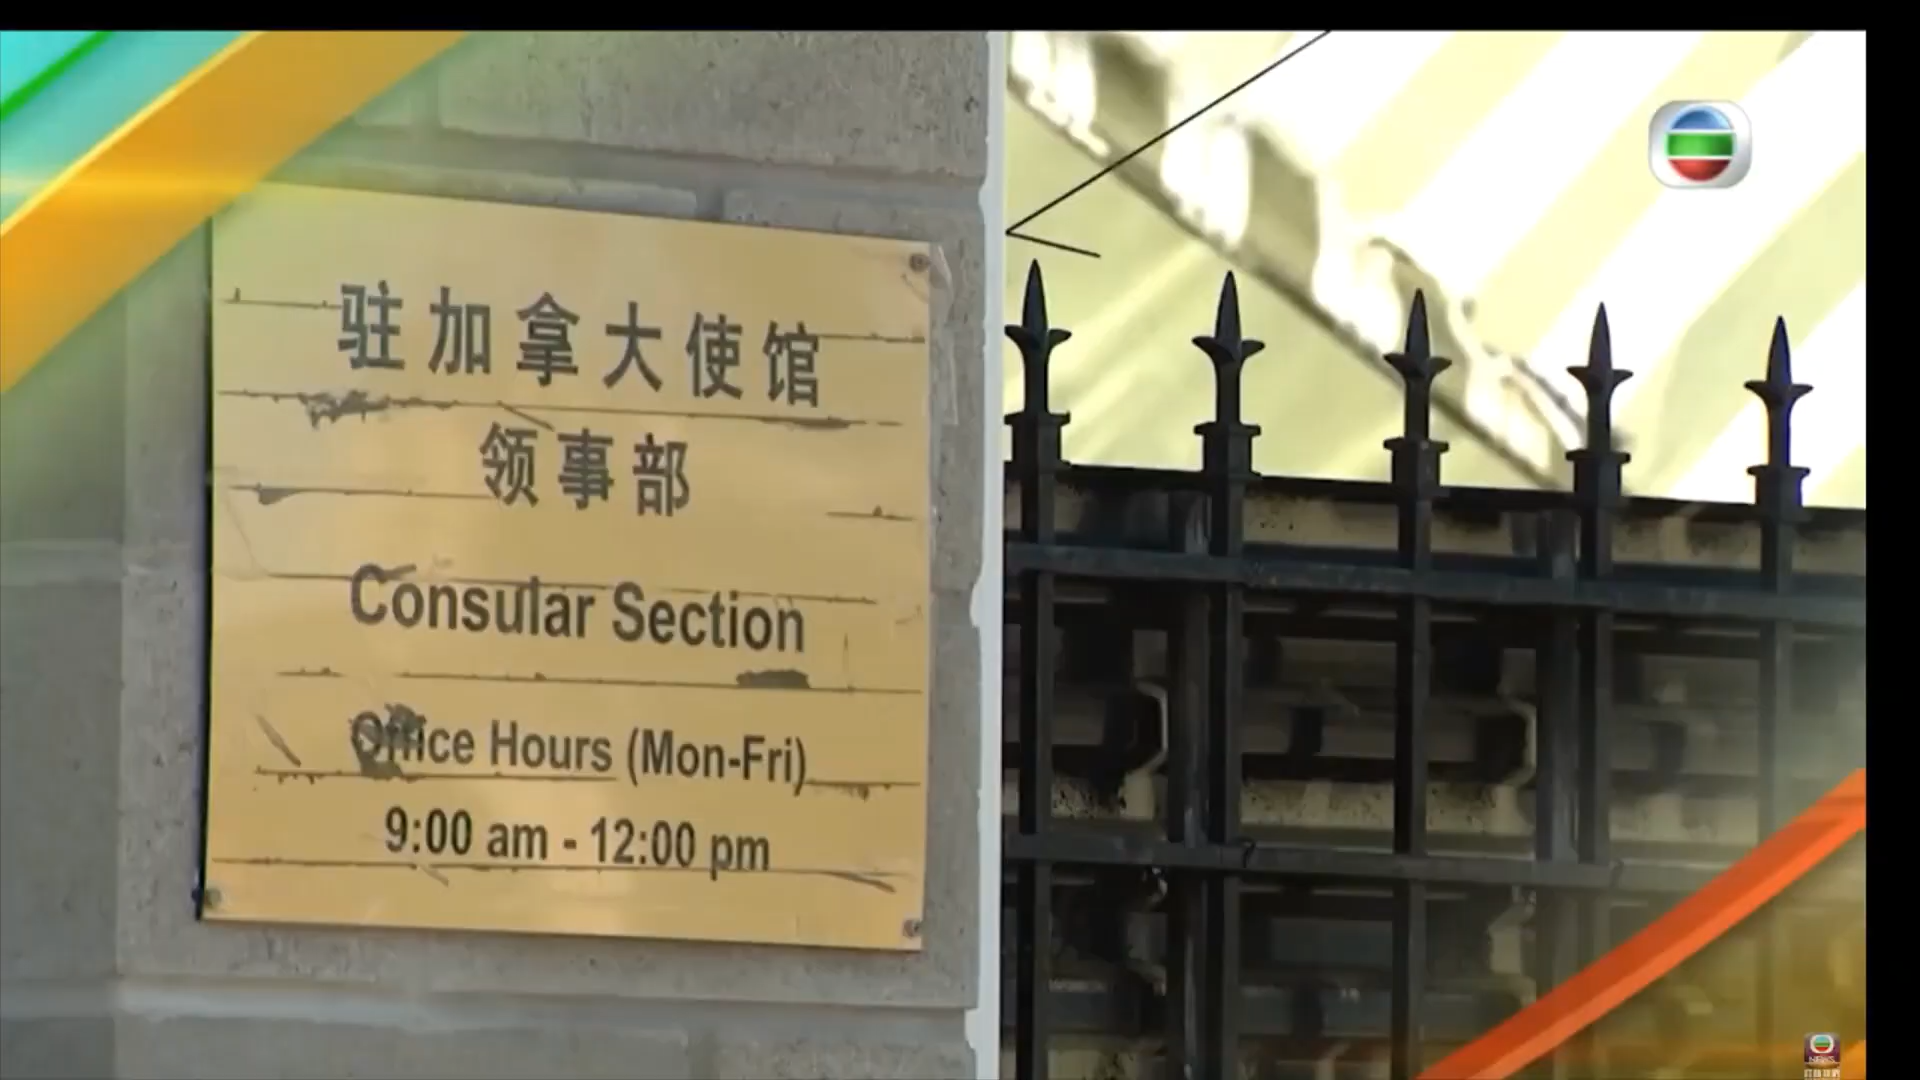 驻加拿大使馆
领事部
Consular Section
Office Hours (Mon-Fri)
9:00 am - 12:00 pm